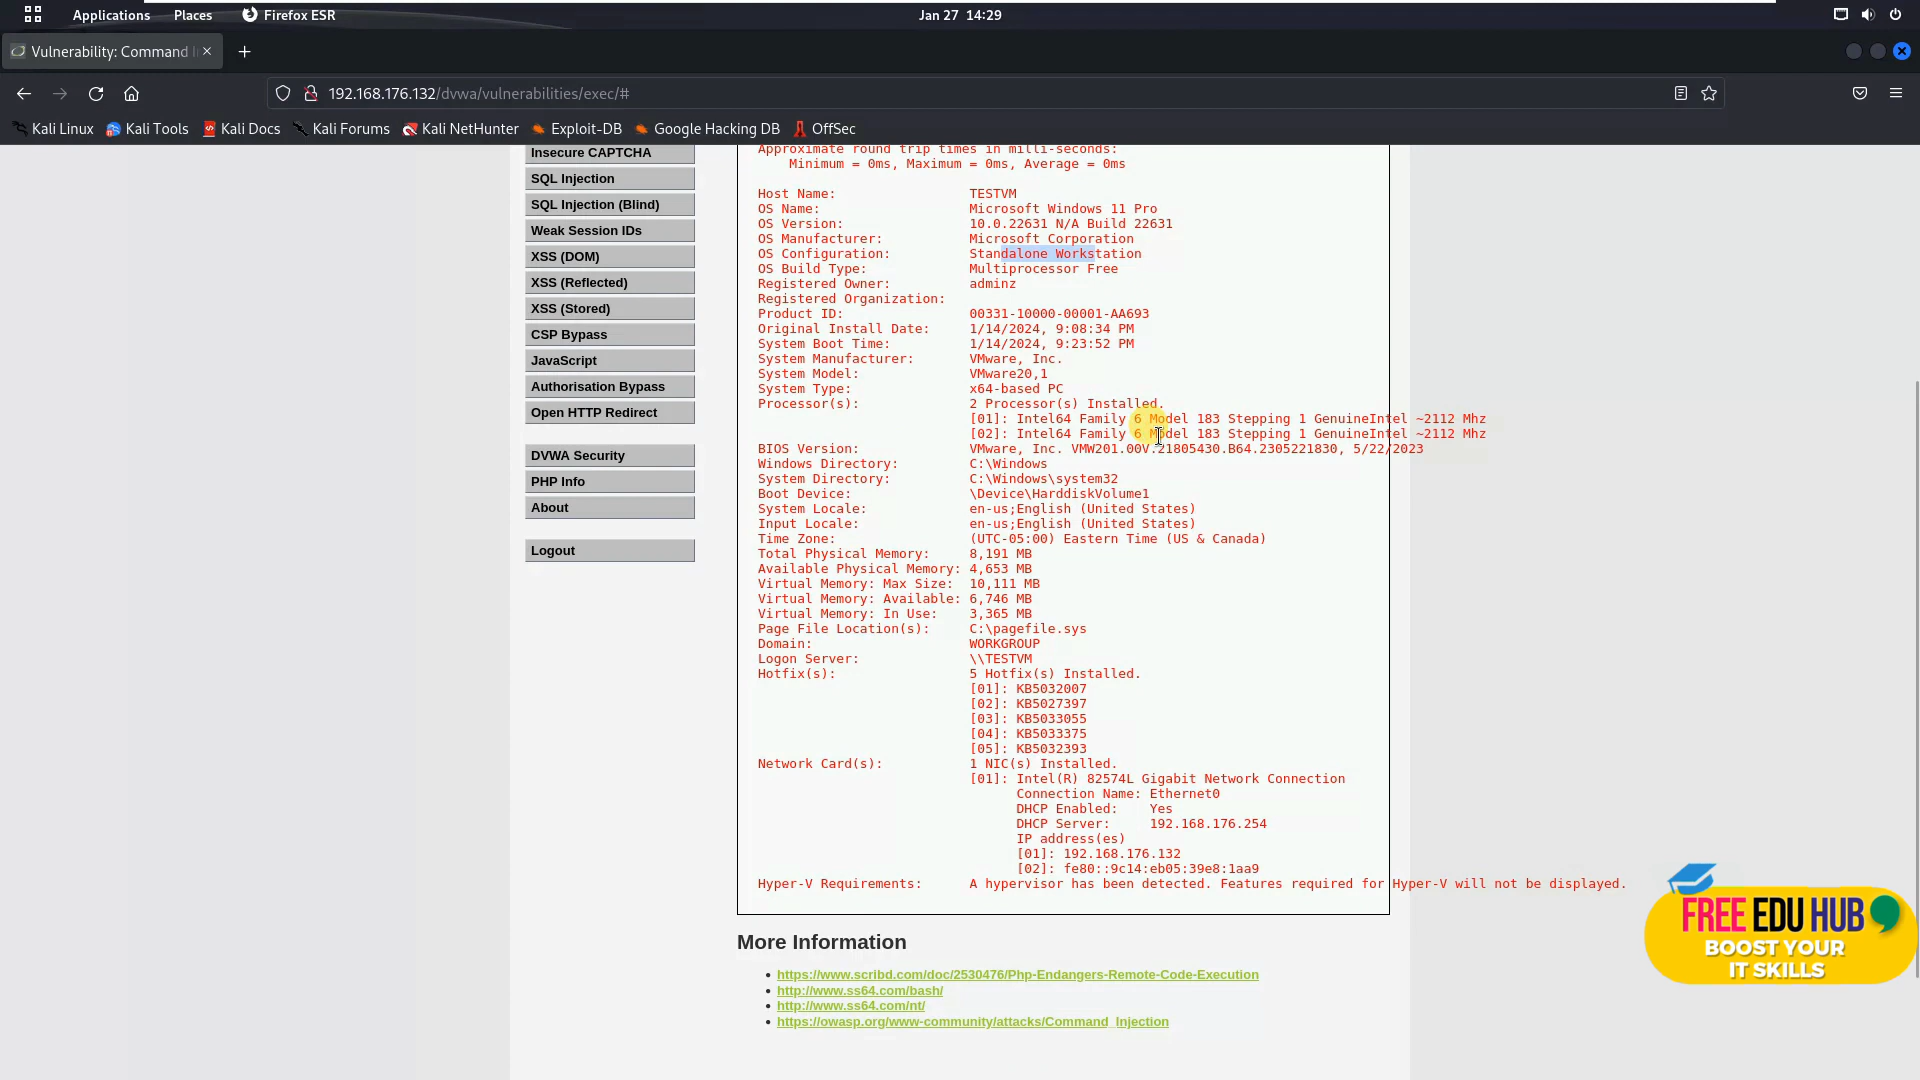 Applications Places Firefox ESR Jan 27 14:29
Vulnerability: Command I
192.168.176.132/dvwa/vulnerabilities/exec/#
Kali Linux Kali Tools Kali Docs Kali Forums Kali NetHunter Exploit-DB Google Hacking DB OffSec
Insecure CAPTCHA
SQL Injection
SQL Injection (Blind)
Weak Session IDs
XSS (DOM)
XSS (Reflected)
XSS (Stored)
CSP Bypass
JavaScript
Authorisation Bypass
Open HTTP Redirect
DVWA Security
PHP Info
About
Logout
Approximate round trip times in milli-seconds:
Minimum = 0ms, Maximum = 0ms, Average = 0ms
Host Name: TESTVM
OS Name: Microsoft Windows 11 Pro
OS Version: 10.0.22631 N/A Build 22631
OS Manufacturer: Microsoft Corporation
OS Configuration: Standalone Workstation
OS Build Type: Multiprocessor Free
Registered Owner: adminz
Registered Organization:
Product ID: 00331-10000-00001-AA693
Original Install Date: 1/14/2024, 9:08:34 PM
System Boot Time: 1/14/2024, 9:23:52 PM
System Manufacturer: VMware, Inc.
System Model: VMware20,1
System Type: x64-based PC
Processor(s): 2 Processor(s) Installed.
[01]: Intel64 Family 6 Model 183 Stepping 1 GenuineIntel ~2112 Mhz
[02]: Intel64 Family 6 Model 183 Stepping 1 GenuineIntel ~2112 Mhz
BIOS Version: VMware, Inc. VMW201.00V.21805430.B64.2305221830, 5/22/2023
Windows Directory: C:\Windows
System Directory: C:\Windows\system32
Boot Device: \Device\HarddiskVolume1
System Locale: en-us;English (United States)
Input Locale: en-us;English (United States)
Time Zone: (UTC-05:00) Eastern Time (US & Canada)
Total Physical Memory: 8,191 MB
Available Physical Memory: 4,653 MB
Virtual Memory: Max Size: 10,111 MB
Virtual Memory: Available: 6,746 MB
Virtual Memory: In Use: 3,365 MB
Page File Location(s): C:\pagefile.sys
Domain: WORKGROUP
Logon Server: \\TESTVM
Hotfix(s): 5 Hotfix(s) Installed.
[01]: KB5032007
[02]: KB5027397
[03]: KB5033055
[04]: KB5033375
[05]: KB5032393
Network Card(s): 1 NIC(s) Installed.
[01]: Intel(R) 82574L Gigabit Network Connection
Connection Name: Ethernet0
DHCP Enabled: Yes
DHCP Server: 192.168.176.254
IP address(es)
[01]: 192.168.176.132
[02]: fe80::9c14:eb05:39e8:1aa9
Hyper-V Requirements: A hypervisor has been detected. Features required for Hyper-V will not be displayed.
More Information
https://www.scribd.com/doc/2530476/Php-Endangers-Remote-Code-Execution
http://www.ss64.com/bash/
http://www.ss64.com/nt/
https://owasp.org/www-community/attacks/Command_Injection
FREE EDU HUB
BOOST YOUR
IT SKILLS